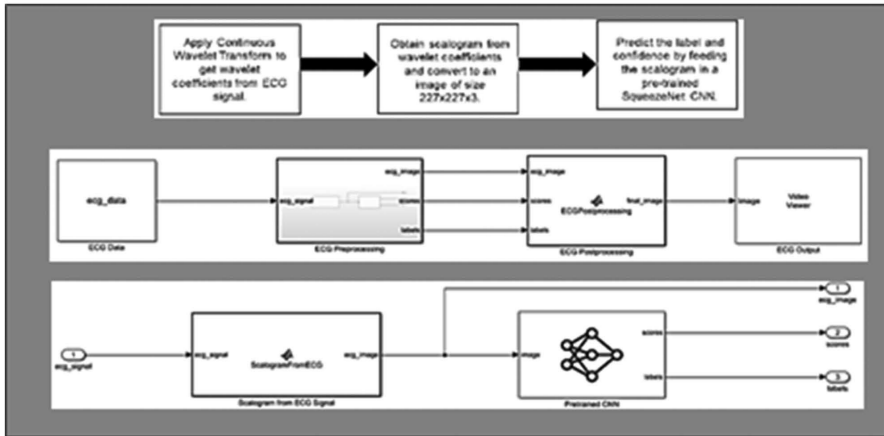 Apply Continuous
Wavelet Transform to
get wavelet
coefficients from ECG
signal.
Obtain scalogram from
wavelet coefficients
and convert to an
image of size
227x227x3.
Predict the label and
confidence by feeding
the scalogram in a
pre-trained
SqueezeNet CNN.
ecg_data
ECG Data
ecg_signal
ecg_image
scores
labels
ECG Preprocessing
ecg_image
scores
labels
ECGPostprocessing
final_image
ECG Postprocessing
Image
Video
Viewer
ECG Output
1
ecg_signal
ecg_signal
ScalogramFromECG
ecg_image
Scalogram from ECG Signal
image
scores
labels
Pretrained CNN
1
ecg_image
2
scores
3
labels